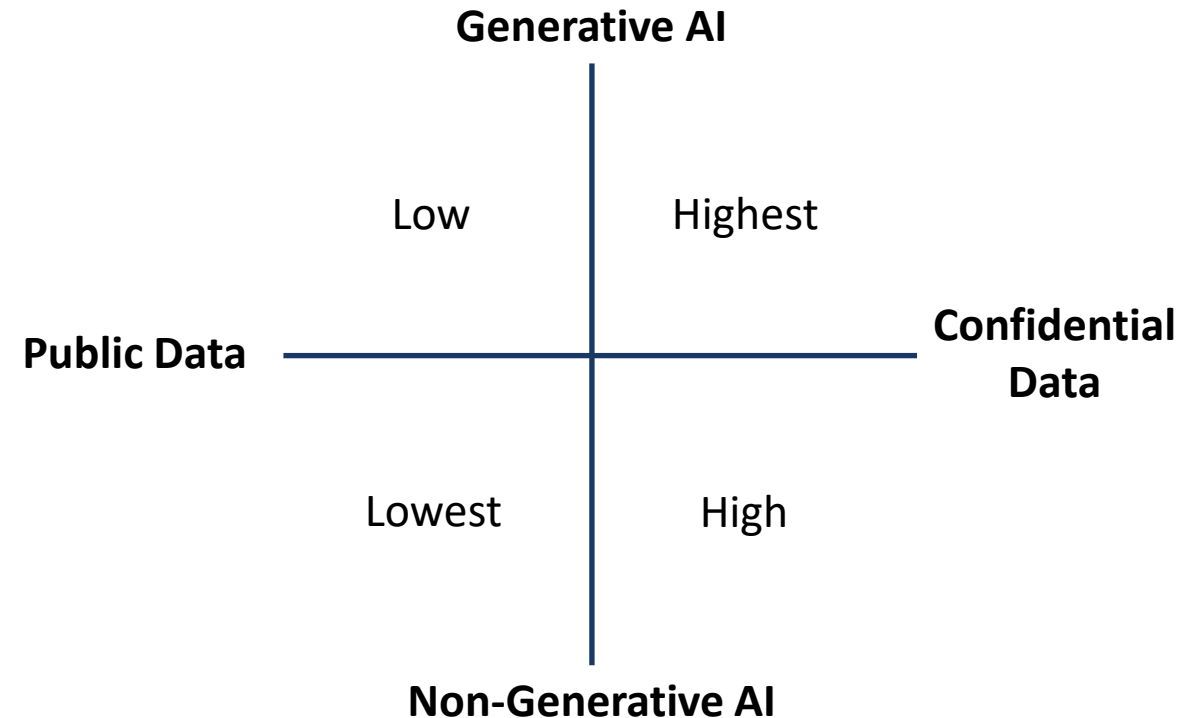 Generative AI
Low
Highest
Public Data
Confidential
Data
Lowest
High
Non-Generative AI